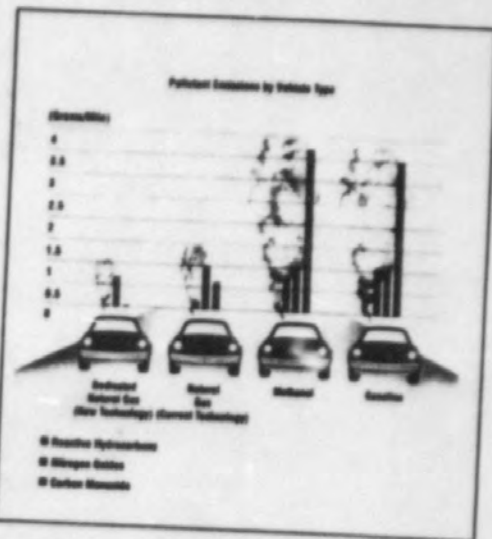 Pollutant Emissions by Vehicle Type
(Grams/Mile)
4
3.5
3
2.5
2
1.5
1
0.5
0
Dedicated Natural Gas (New Technology)
Natural Gas (Current Technology)
Methanol
Gasoline
Reactive Hydrocarbons
Nitrogen Oxides
Carbon Monoxide